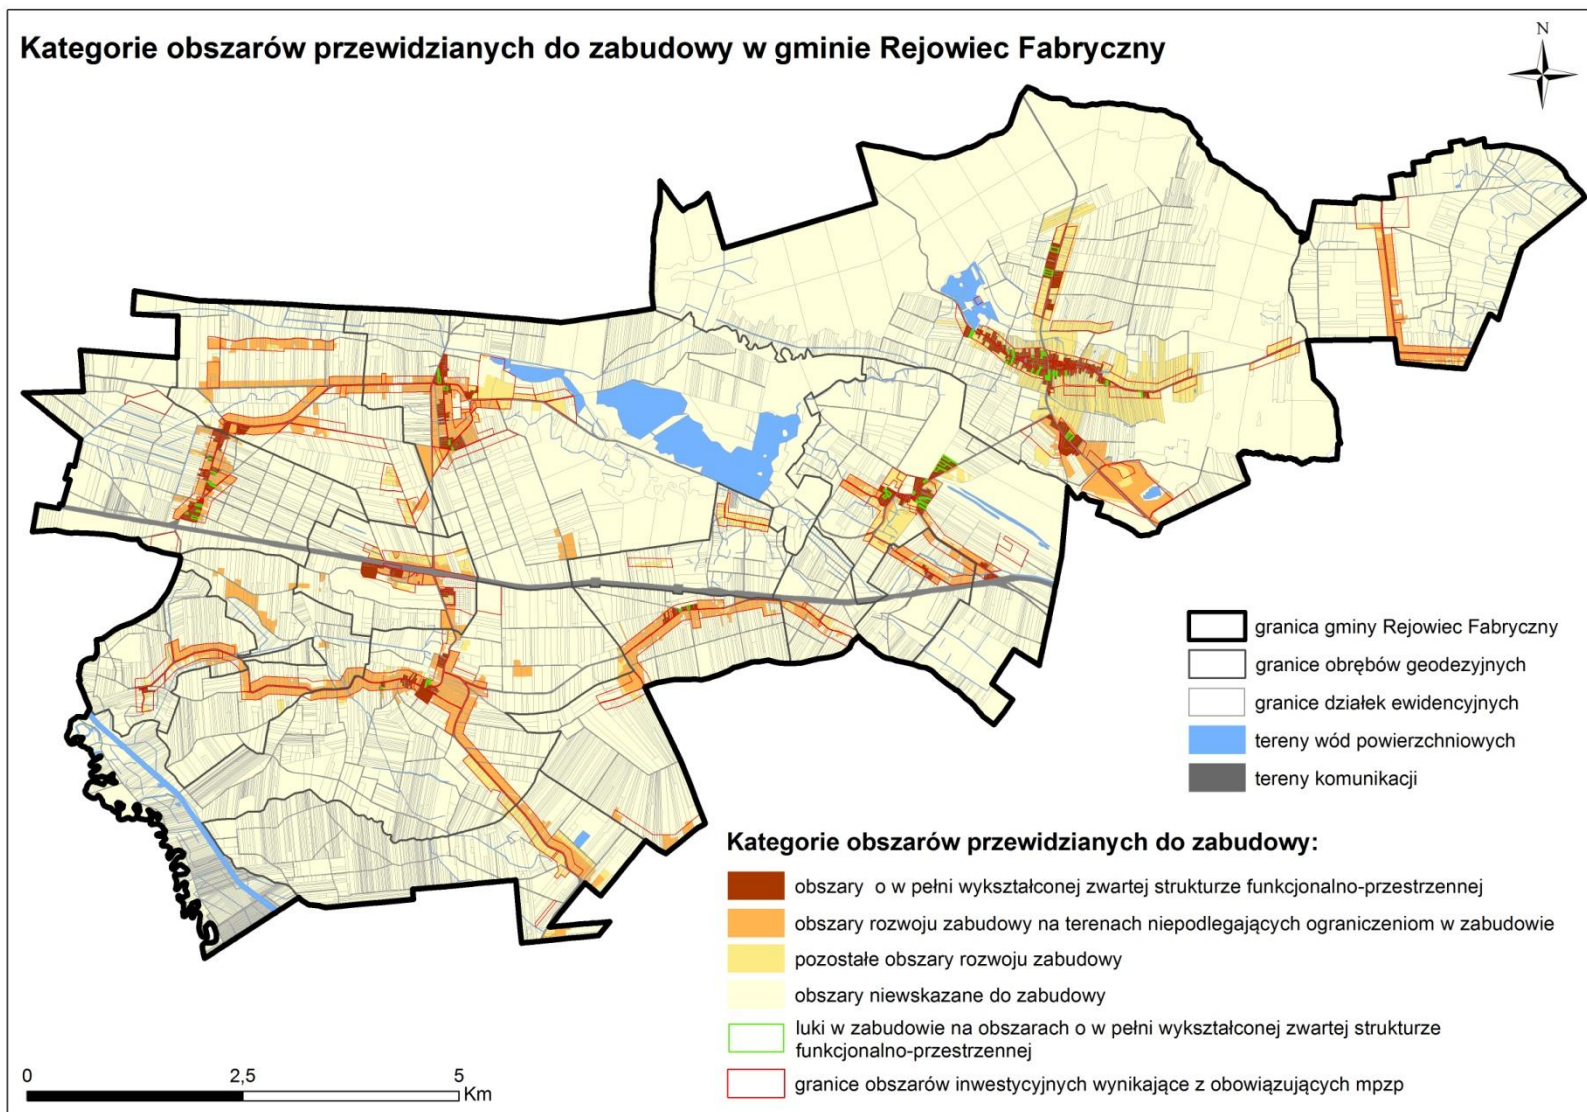 Kategorie obszarów przewidzianych do zabudowy w gminie Rejowiec Fabryczny
N
granica gminy Rejowiec Fabryczny
granice obrębów geodezyjnych
granice działek ewidencyjnych
tereny wód powierzchniowych
tereny komunikacji
Kategorie obszarów przewidzianych do zabudowy:
obszary o w pełni wykształconej zwartej strukturze funkcjonalno-przestrzennej
obszary rozwoju zabudowy na terenach niepodlegających ograniczeniom w zabudowie
pozostałe obszary rozwoju zabudowy
obszary niewskazane do zabudowy
luki w zabudowie na obszarach o w pełni wykształconej zwartej strukturze
funkcjonalno-przestrzennej
granice obszarów inwestycyjnych wynikające z obowiązujących mpzp
0 2,5 5
Km